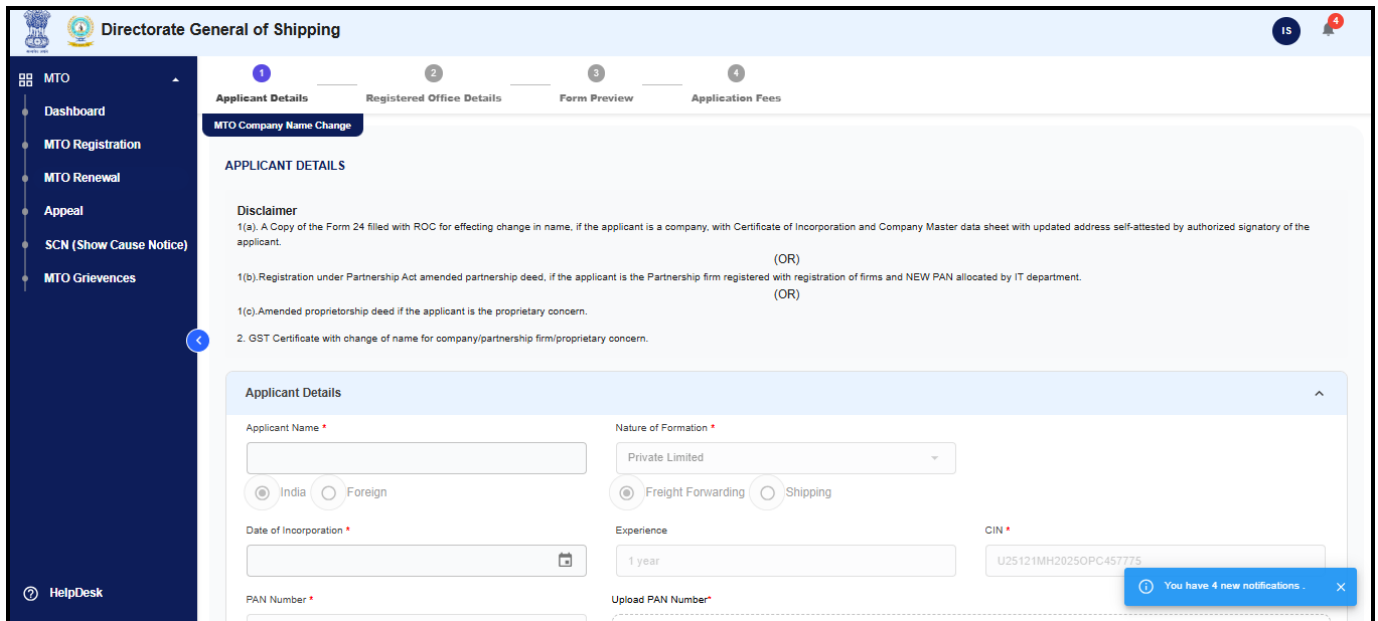 Directorate General of Shipping
IS
4
MTO
Dashboard
MTO Registration
MTO Renewal
Appeal
SCN (Show Cause Notice)
MTO Grievences
HelpDesk
1
2
3
4
Applicant Details
Registered Office Details
Form Preview
Application Fees
MTO Company Name Change
APPLICANT DETAILS
Disclaimer
1(a). A Copy of the Form 24 filled with ROC for effecting change in name, if the applicant is a company, with Certificate of Incorporation and Company Master data sheet with updated address self-attested by authorized signatory of the
applicant.
(OR)
1(b).Registration under Partnership Act amended partnership deed, if the applicant is the Partnership firm registered with registration of firms and NEW PAN allocated by IT department.
(OR)
1(c).Amended proprietorship deed if the applicant is the proprietary concern.
2. GST Certificate with change of name for company/partnership firm/proprietary concern.
Applicant Details
Applicant Name *
Nature of Formation *
Private Limited
India
Foreign
Freight Forwarding
Shipping
Date of Incorporation *
Experience
CIN *
1 year
U25121MH2025OPC457775
PAN Number *
Upload PAN Number*
You have 4 new notifications .